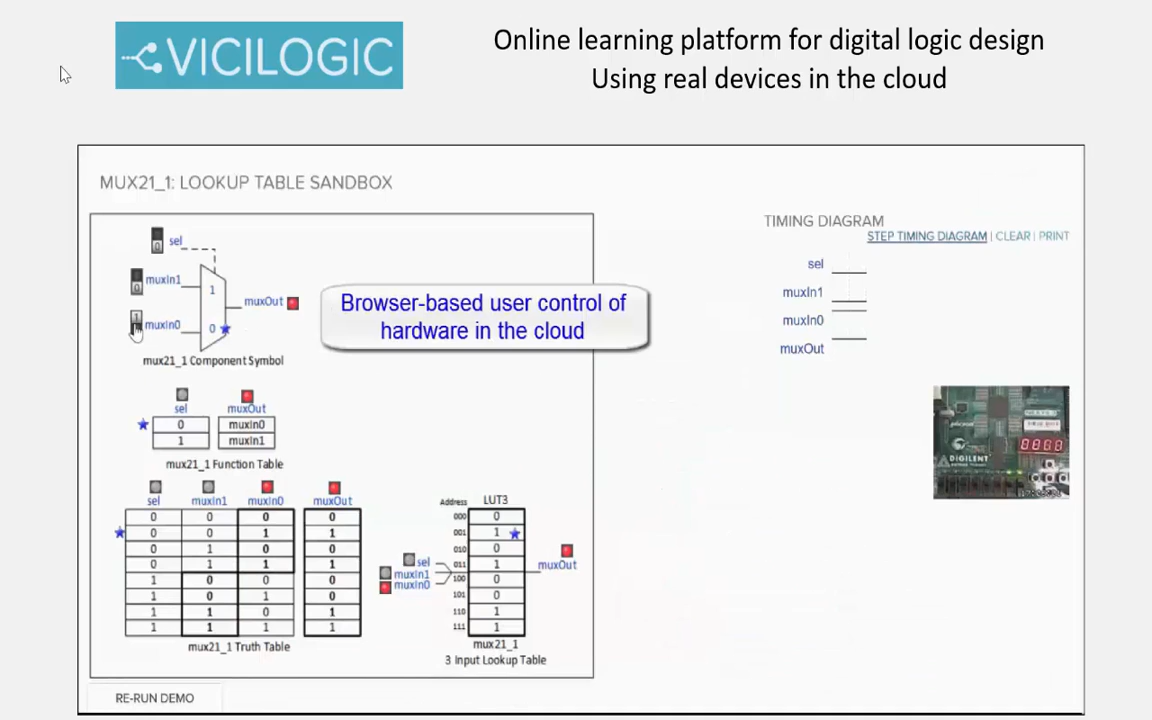 VICILOGIC
Online learning platform for digital logic design
Using real devices in the cloud
MUX21_1: LOOKUP TABLE SANDBOX
TIMING DIAGRAM
STEP TIMING DIAGRAM | CLEAR | PRINT
0 sel
0 muxIn1
1 muxIn0
1
0
muxOut
mux21_1 Component Symbol
Browser-based user control of
hardware in the cloud
sel
muxIn1
muxIn0
muxOut
sel muxOut
0 muxIn0
1 muxIn1
mux21_1 Function Table
sel muxIn1 muxIn0 muxOut
0 0 0 0
0 0 1 1
0 1 0 0
0 1 1 1
1 0 0 0
1 0 1 0
1 1 0 1
1 1 1 1
mux21_1 Truth Table
Address LUT3
000 0
001 1
010 0
011 1
100 0
101 0
110 1
111 1
sel
muxIn1
muxIn0
muxOut
mux21_1
3 Input Lookup Table
DIGILENT
RE-RUN DEMO